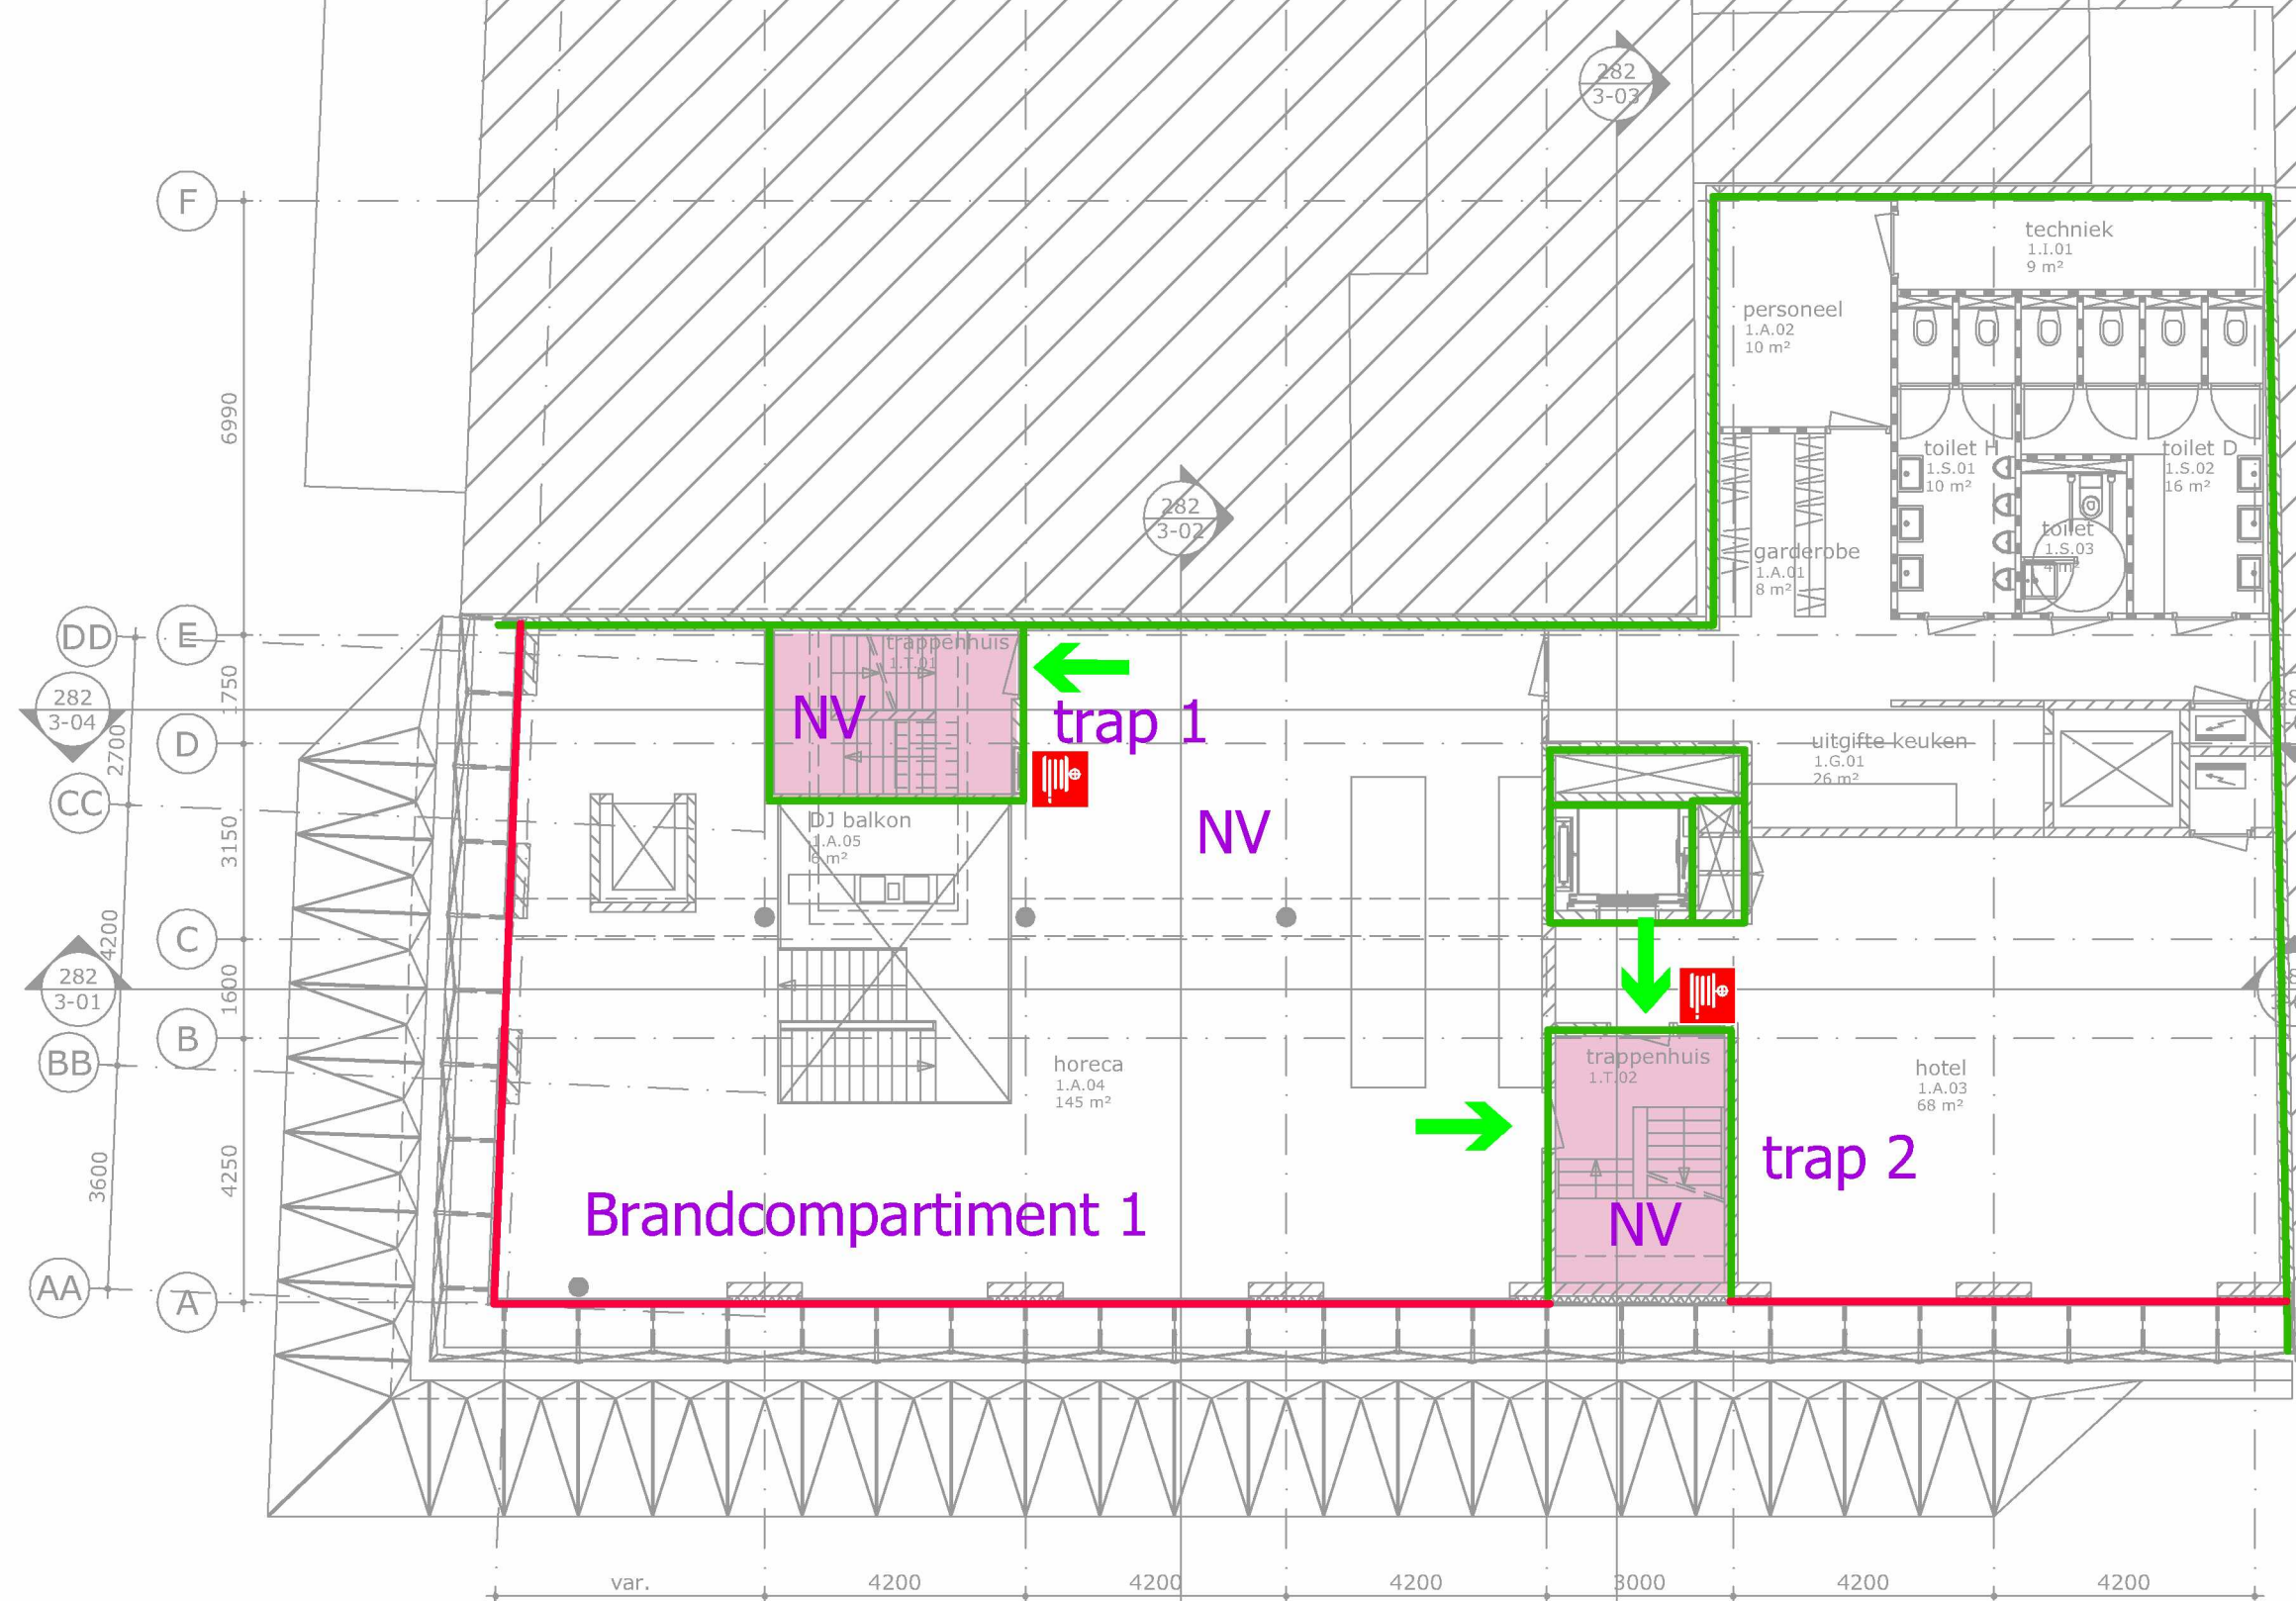 282
3-03
F
techniek
1.I.01
9 m²
personeel
1.A.02
10 m²
6990
toilet H
1.S.01
10 m²
toilet D
1.S.02
16 m²
282
3-02
toilet
1.S.03
4 m²
garderobe
1.A.01
8 m²
DD
E
trappenhuis
1.T.01
1750
282
3-04
NV
trap 1
2700
D
uitgifte keuken
1.G.01
26 m²
CC
3150
DJ balkon
1.A.05
6 m²
NV
4200
C
282
3-01
1600
B
BB
horeca
1.A.04
145 m²
trappenhuis
1.T.02
hotel
1.A.03
68 m²
3600
4250
trap 2
Brandcompartiment 1
NV
AA
A
var.
4200
4200
4200
3000
4200
4200